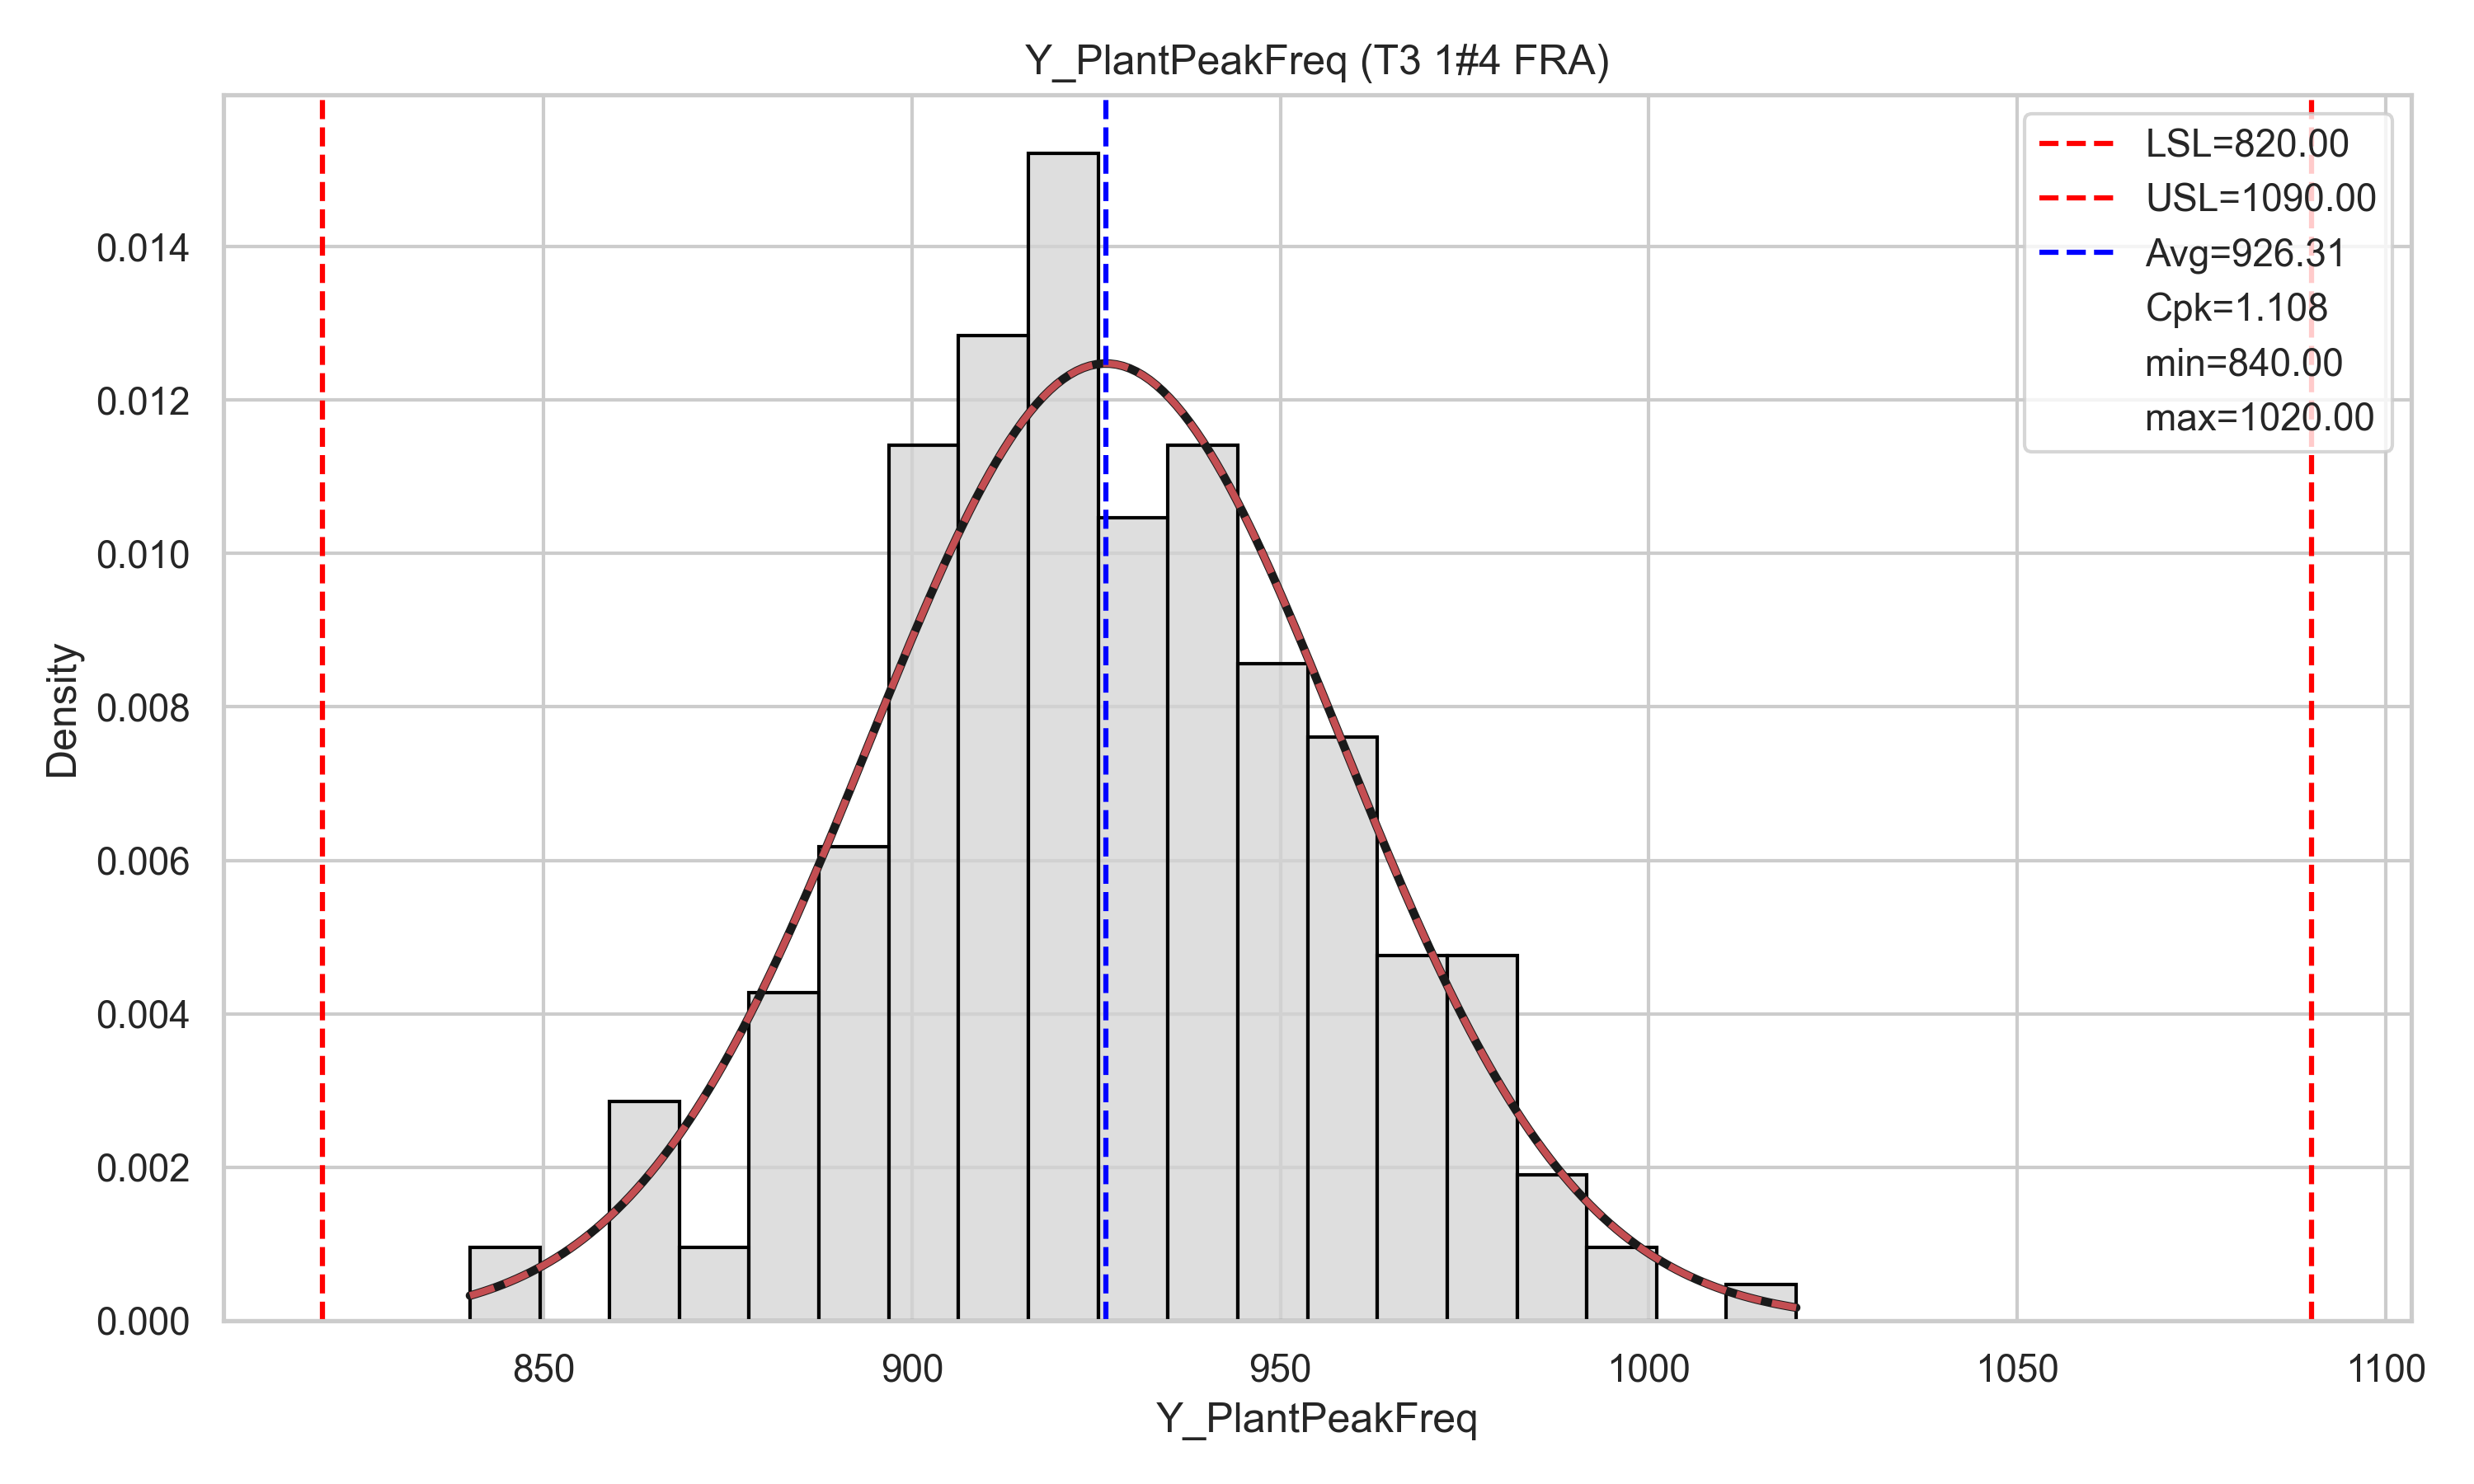 Y_PlantPeakFreq (T3 1#4 FRA)
LSL=820.00
USL=1090.00
Avg=926.31
Cpk=1.108
min=840.00
max=1020.00
0.014
0.012
0.010
0.008
0.006
0.004
0.002
0.000
Density
850 900 950 1000 1050 1100
Y_PlantPeakFreq